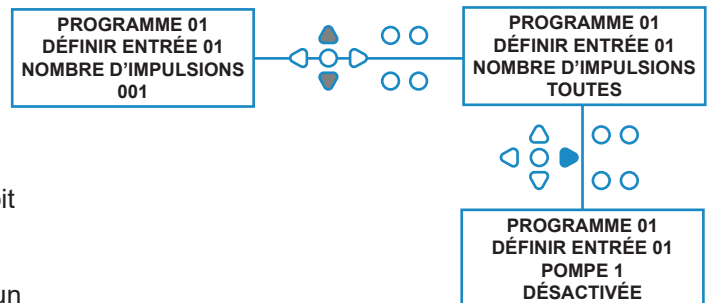 PROGRAMME 01
DÉFINIR ENTRÉE 01
NOMBRE D'IMPULSIONS
001
PROGRAMME 01
DÉFINIR ENTRÉE 01
NOMBRE D'IMPULSIONS
TOUTES
PROGRAMME 01
DÉFINIR ENTRÉE 01
POMPE 1
DÉSACTIVÉE
un